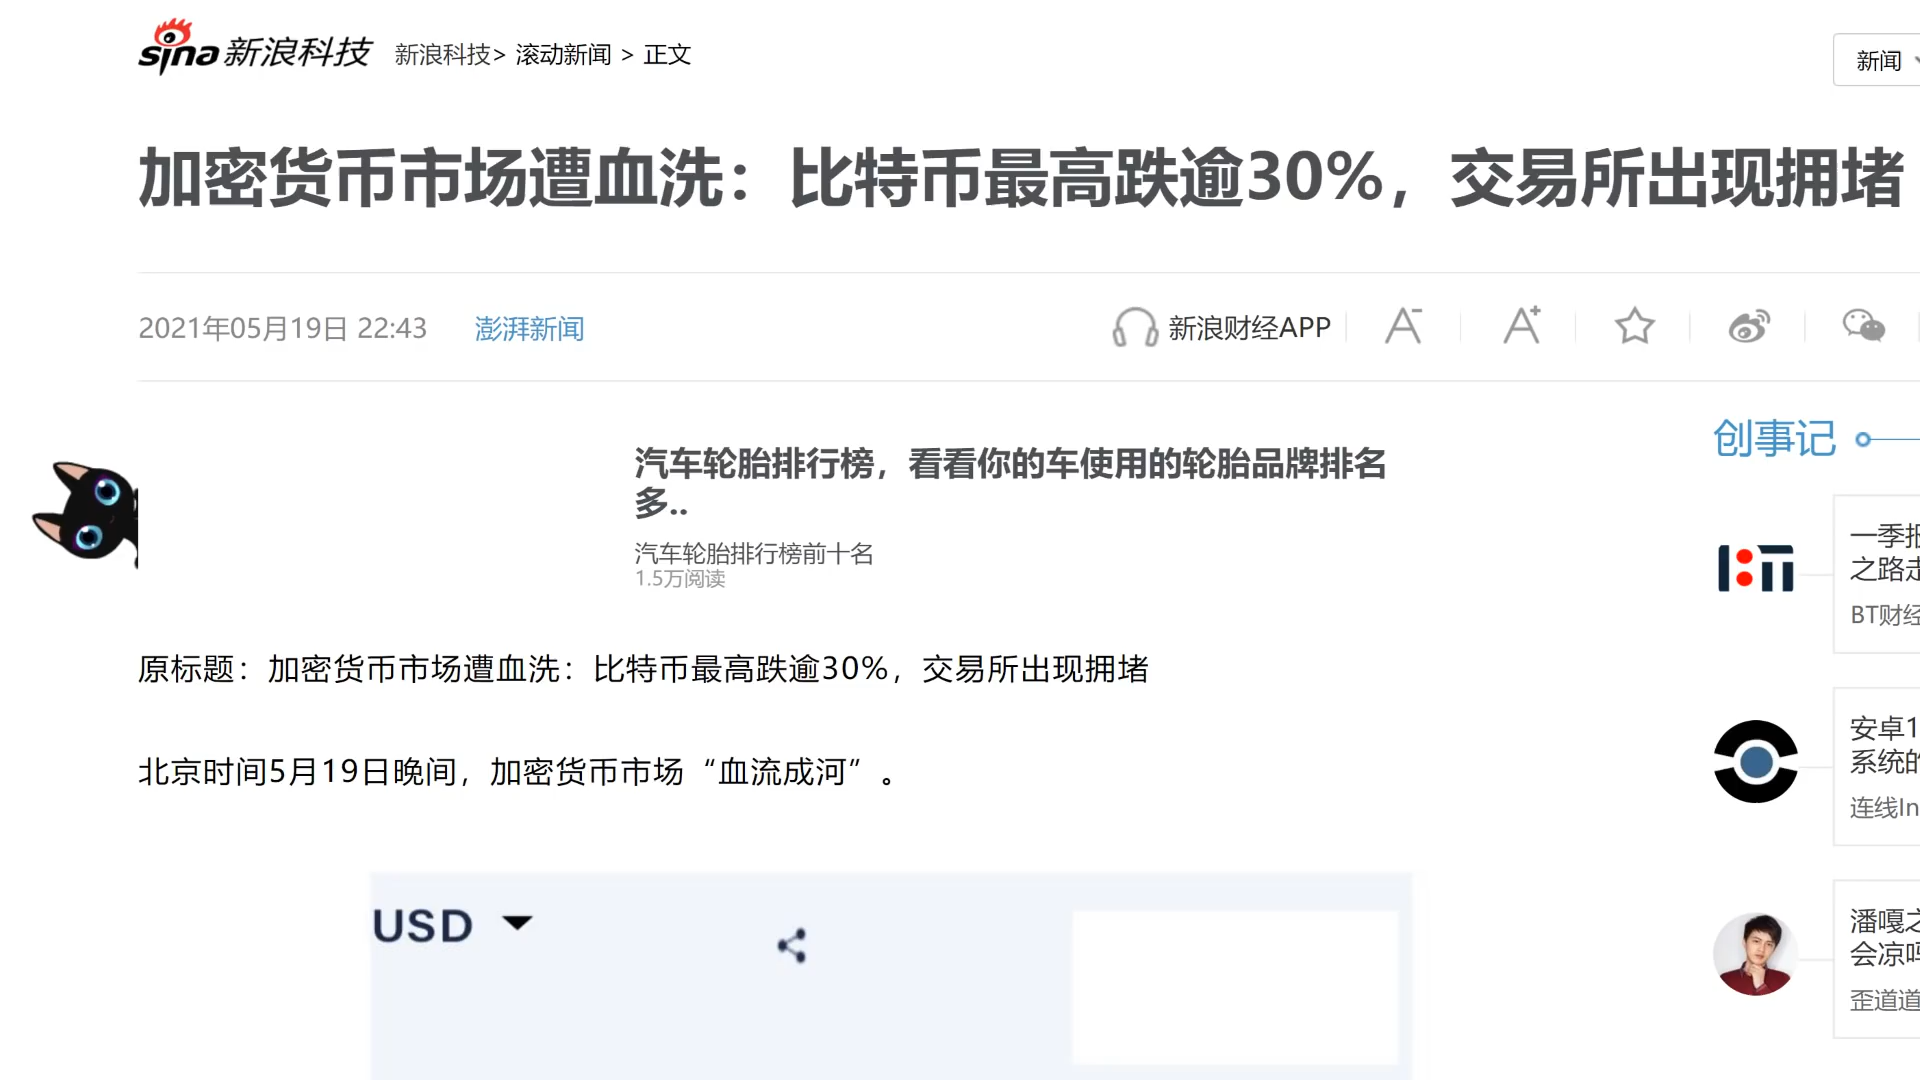 sina新浪科技
新浪科技> 滚动新闻 > 正文
新闻
加密货币市场遭血洗：比特币最高跌逾30%，交易所出现拥堵
2021年05月19日 22:43
澎湃新闻
新浪财经APP
A-
A+
创事记
汽车轮胎排行榜，看看你的车使用的轮胎品牌排名
多..
汽车轮胎排行榜前十名
1.5万阅读
一季报
之路走
BT财经
原标题：加密货币市场遭血洗：比特币最高跌逾30%，交易所出现拥堵
安卓1
系统的
连线In
北京时间5月19日晚间，加密货币市场“血流成河”。
USD
潘嘎之
会凉吗
歪道道